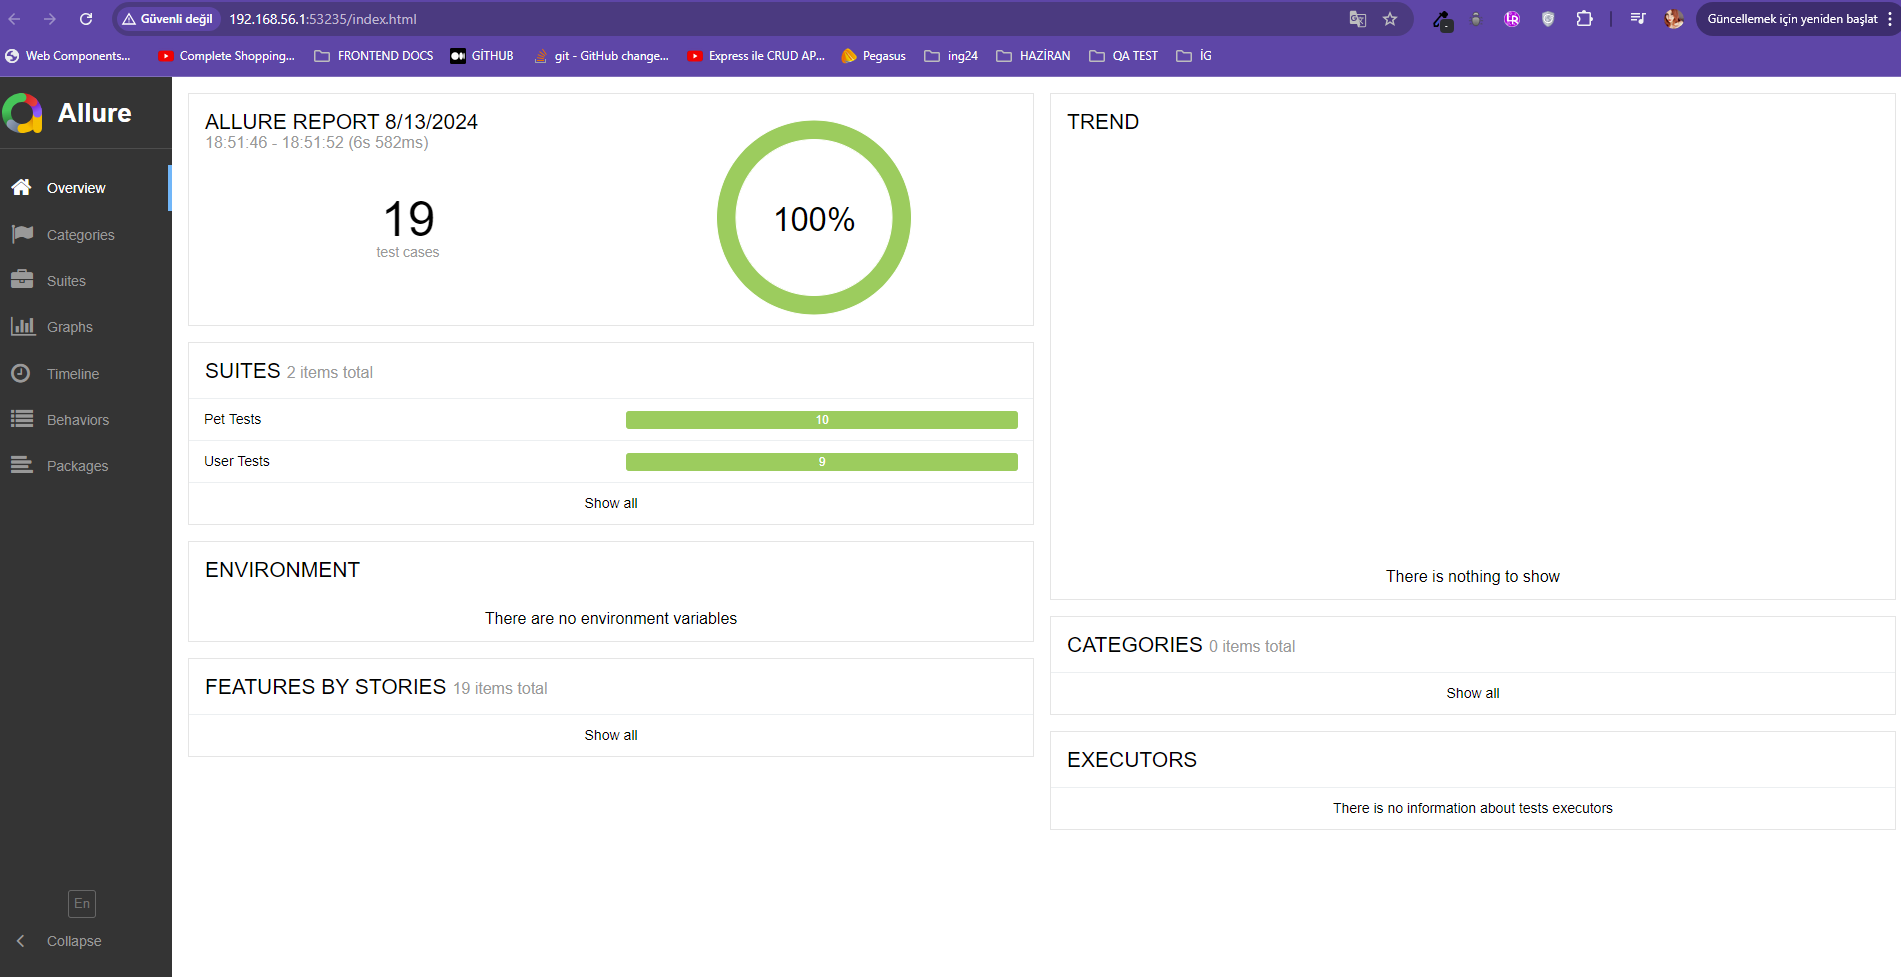 Güvenli değil
192.168.56.1:53235/index.html
Güncellemek için yeniden başlat
Web Components...
Complete Shopping...
FRONTEND DOCS
GİTHUB
git - GitHub change...
Express ile CRUD AP...
Pegasus
ing24
HAZİRAN
QA TEST
İG
Allure
Overview
Categories
Suites
Graphs
Timeline
Behaviors
Packages
En
Collapse
ALLURE REPORT 8/13/2024
18:51:46 - 18:51:52 (6s 582ms)
19
test cases
100%
SUITES 2 items total
Pet Tests 10
User Tests 9
Show all
ENVIRONMENT
There are no environment variables
FEATURES BY STORIES 19 items total
Show all
TREND
There is nothing to show
CATEGORIES 0 items total
Show all
EXECUTORS
There is no information about tests executors